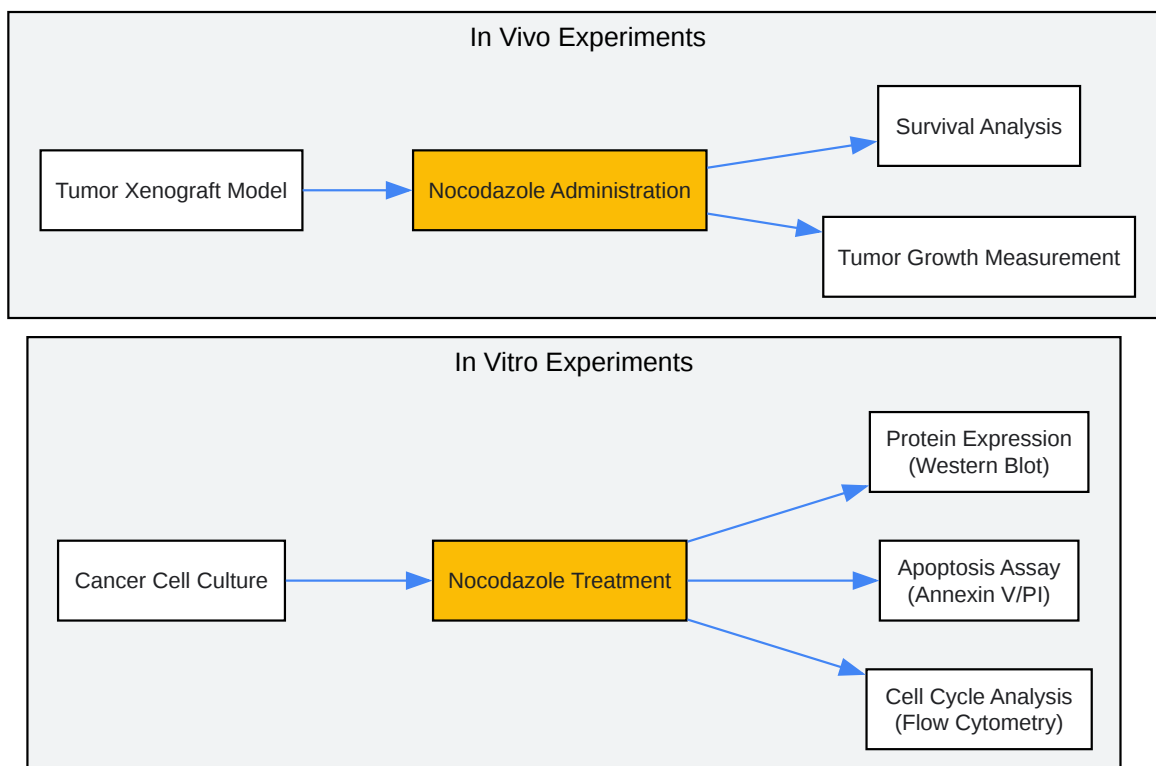 In Vivo Experiments
Survival Analysis
Tumor Xenograft Model
Nocodazole Administration
Tumor Growth Measurement
In Vitro Experiments
Protein Expression
(Western Blot)
Cancer Cell Culture
Nocodazole Treatment
Apoptosis Assay
(Annexin V/PI)
Cell Cycle Analysis
(Flow Cytometry)